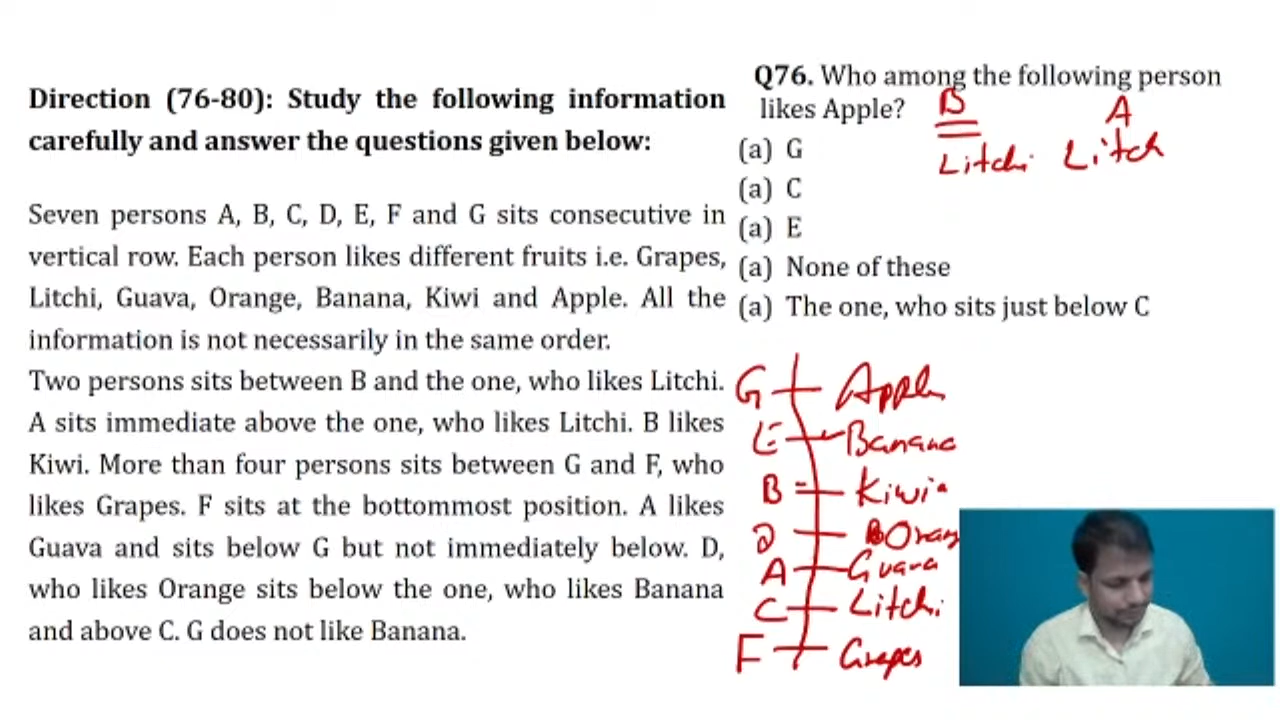 Direction (76-80): Study the following information
carefully and answer the questions given below:
Seven persons A, B, C, D, E, F and G sits consecutive in
vertical row. Each person likes different fruits i.e. Grapes,
Litchi, Guava, Orange, Banana, Kiwi and Apple. All the
information is not necessarily in the same order.
Two persons sits between B and the one, who likes Litchi.
A sits immediate above the one, who likes Litchi. B likes
Kiwi. More than four persons sits between G and F, who
likes Grapes. F sits at the bottommost position. A likes
Guava and sits below G but not immediately below. D,
who likes Orange sits below the one, who likes Banana
and above C. G does not like Banana.
Q76. Who among the following person
likes Apple?
B A
Litchi Litch
(a) G
(a) C
(a) E
(a) None of these
(a) The one, who sits just below C
G Apple
E Banana
B Kiwi
D Orang
A Guava
C Litchi
F Grapes